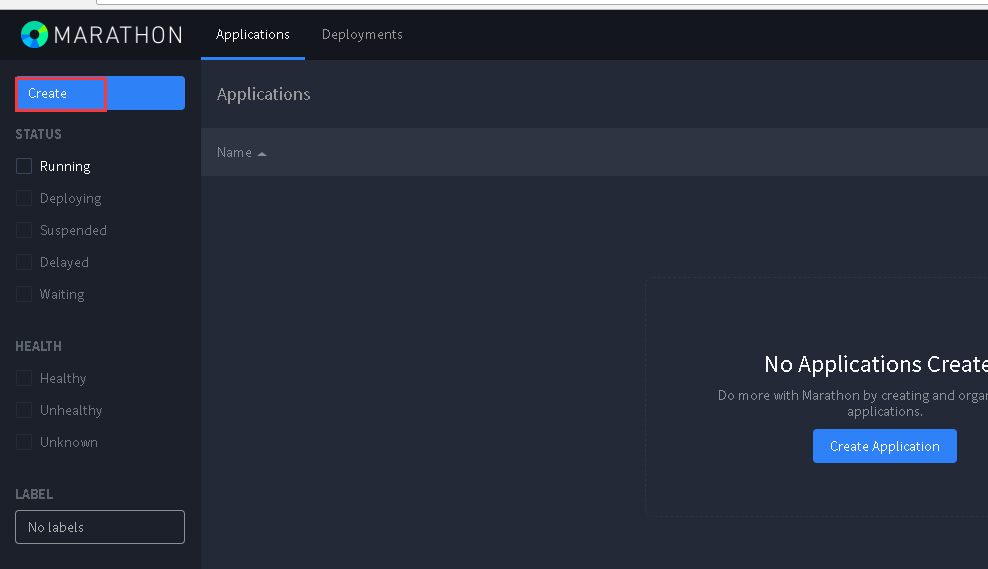 MARATHON
Applications
Deployments
Create
STATUS
Running
Deploying
Suspended
Delayed
Waiting
HEALTH
Healthy
Unhealthy
Unknown
LABEL
No labels
Applications
Name
No Applications Create
Do more with Marathon by creating and orga
applications.
Create Application